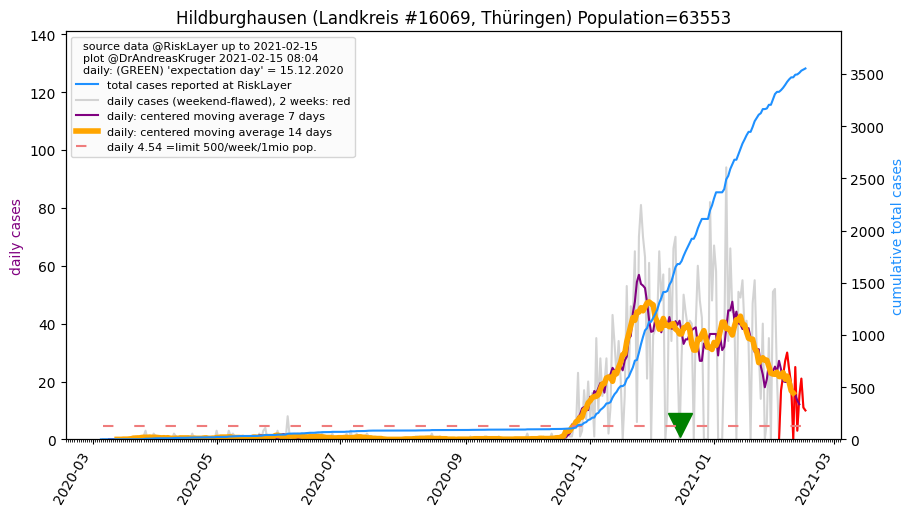 Hildburghausen (Landkreis #16069, Thüringen) Population=63553
source data @RiskLayer up to 2021-02-15
plot @DrAndreasKruger 2021-02-15 08:04
daily: (GREEN) 'expectation day' = 15.12.2020
total cases reported at RiskLayer
daily cases (weekend-flawed), 2 weeks: red
daily: centered moving average 7 days
daily: centered moving average 14 days
daily 4.54 =limit 500/week/1mio pop.
daily cases
140
120
100
80
60
40
20
0
cumulative total cases
3500
3000
2500
2000
1500
1000
500
0
2020-03
2020-05
2020-07
2020-09
2020-11
2021-01
2021-03